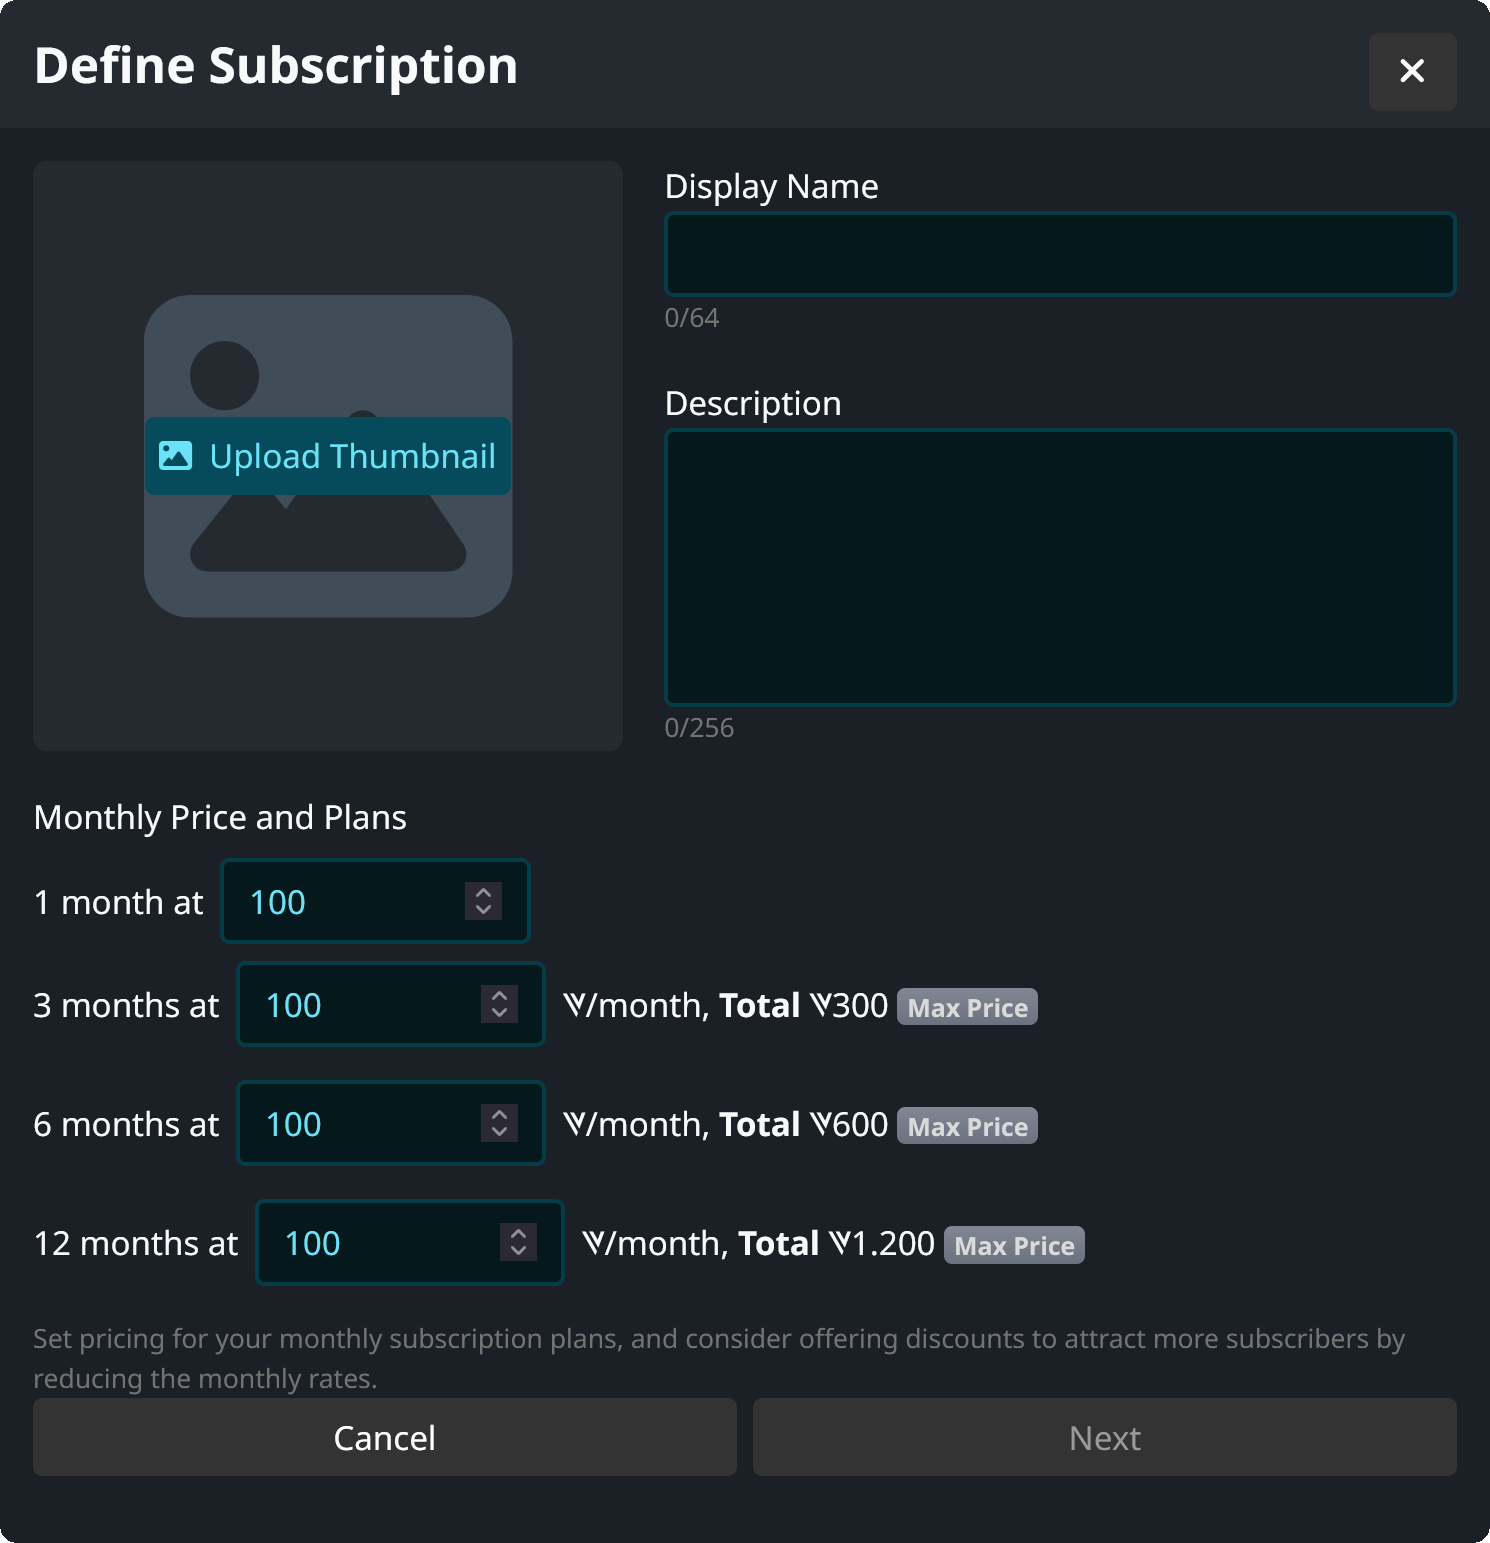 Define Subscription
Upload Thumbnail
Display Name
0/64
Description
0/256
Monthly Price and Plans
1 month at 100
3 months at 100 /month, Total 300 Max Price
6 months at 100 /month, Total 600 Max Price
12 months at 100 /month, Total 1.200 Max Price
Set pricing for your monthly subscription plans, and consider offering discounts to attract more subscribers by
reducing the monthly rates.
Cancel Next